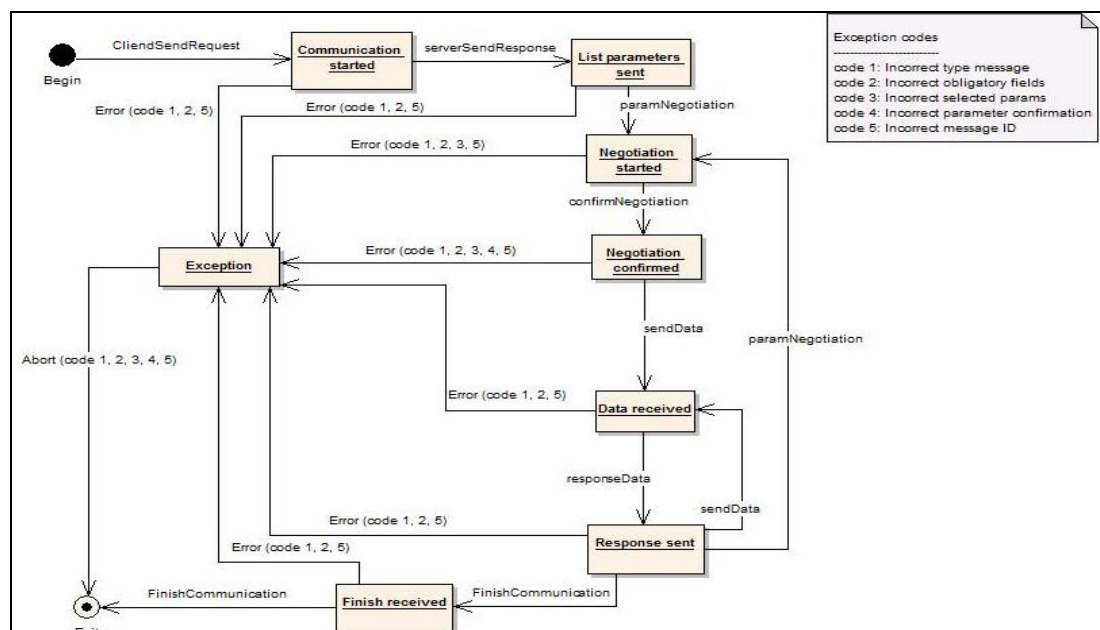 CliendSendRequest
Communication
started
serverSendResponse
List parameters
sent
Begin
Exception codes
------------------------
code 1: Incorrect type message
code 2: Incorrect obligatory fields
code 3: Incorrect selected params
code 4: Incorrect parameter confirmation
code 5: Incorrect message ID
Error (code 1, 2, 5)
Error (code 1, 2, 5)
paramNegotiation
Error (code 1, 2, 3, 5)
Negotiation
started
confirmNegotiation
Exception
Error (code 1, 2, 3, 4, 5)
Negotiation
confirmed
sendData
paramNegotiation
Abort (code 1, 2, 3, 4, 5)
Error (code 1, 2, 5)
Data received
responseData
sendData
Error (code 1, 2, 5)
Response sent
Error (code 1, 2, 5)
FinishCommunication
FinishCommunication
Finish received